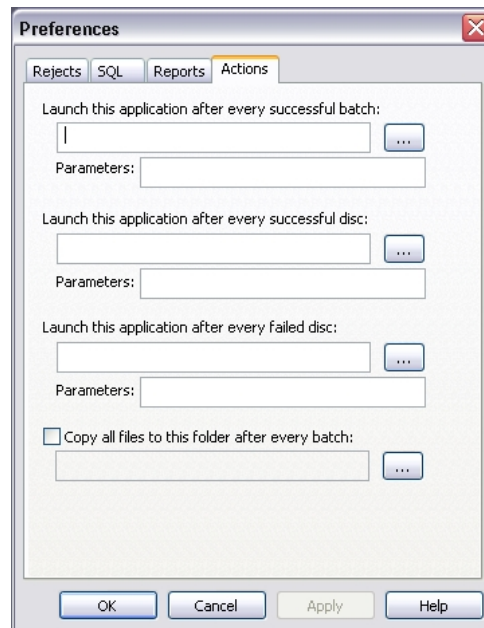 Preferences
Rejects SQL Reports Actions
Launch this application after every successful batch:
...
Parameters:
Launch this application after every successful disc:
...
Parameters:
Launch this application after every failed disc:
...
Parameters:
Copy all files to this folder after every batch:
...
OK Cancel Apply Help